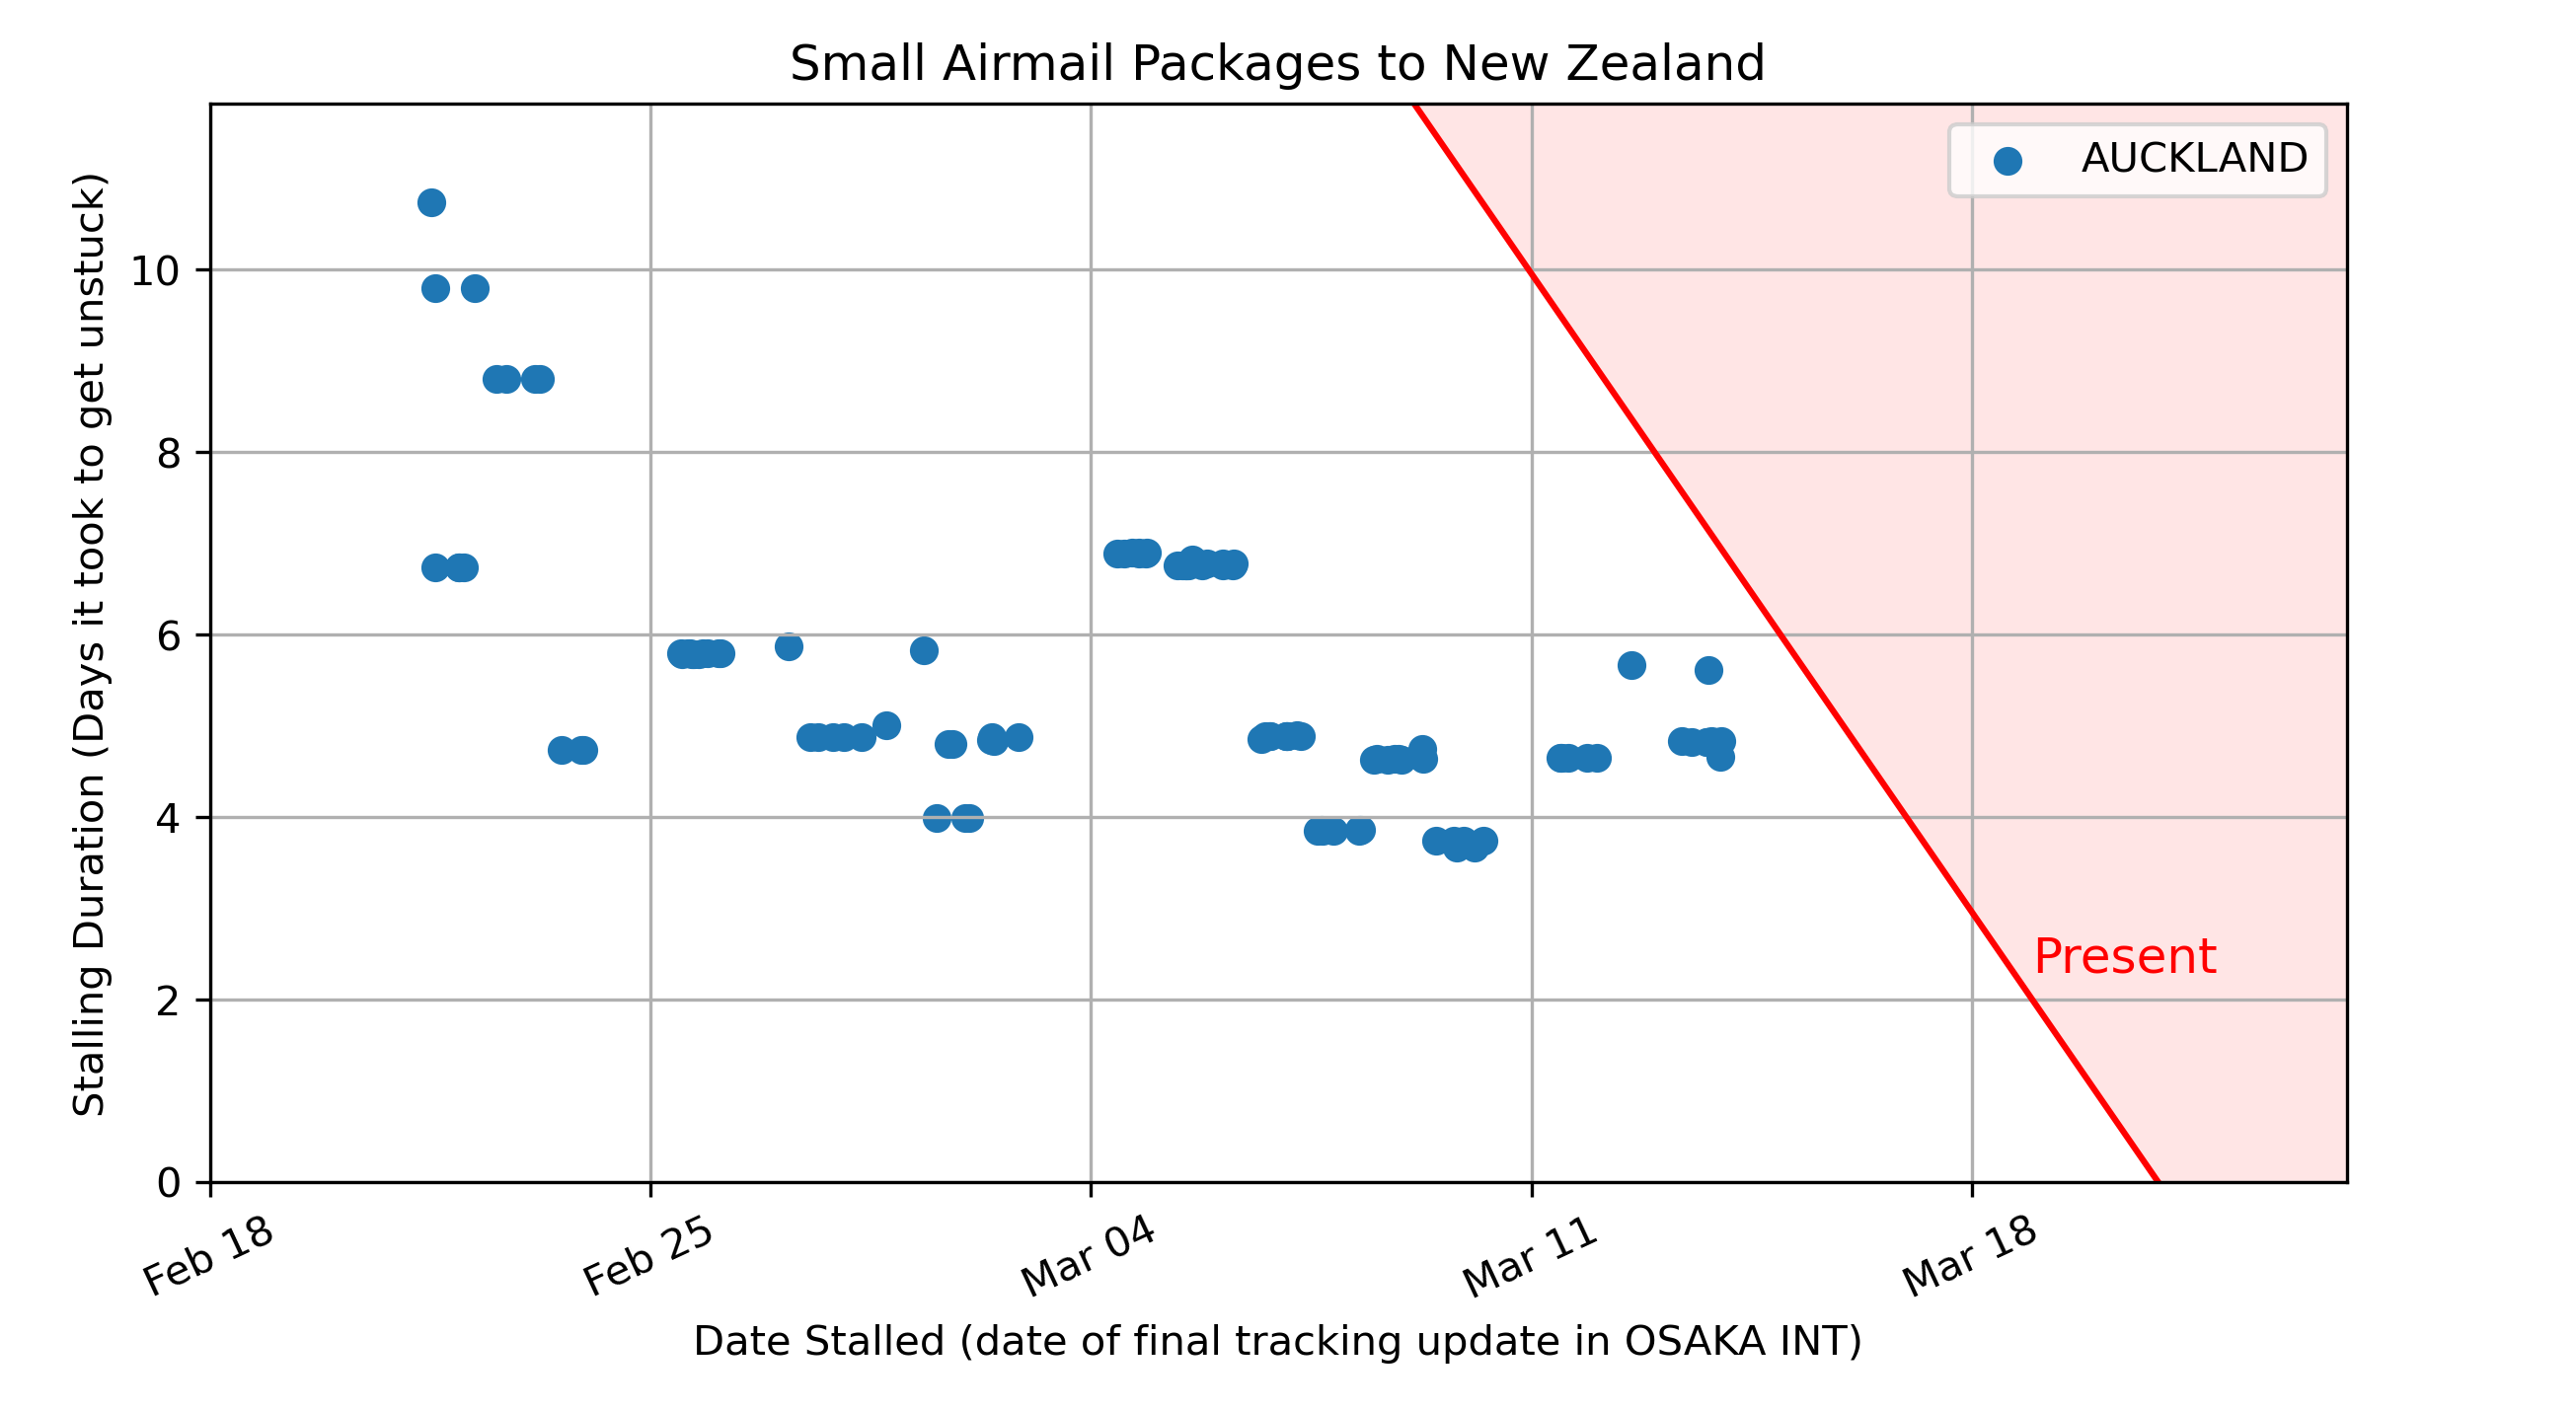 Small Airmail Packages to New Zealand
AUCKLAND
Stalling Duration (Days it took to get unstuck)
10
8
6
4
2
0
Present
Feb 18
Feb 25
Mar 04
Mar 11
Mar 18
Date Stalled (date of final tracking update in OSAKA INT)